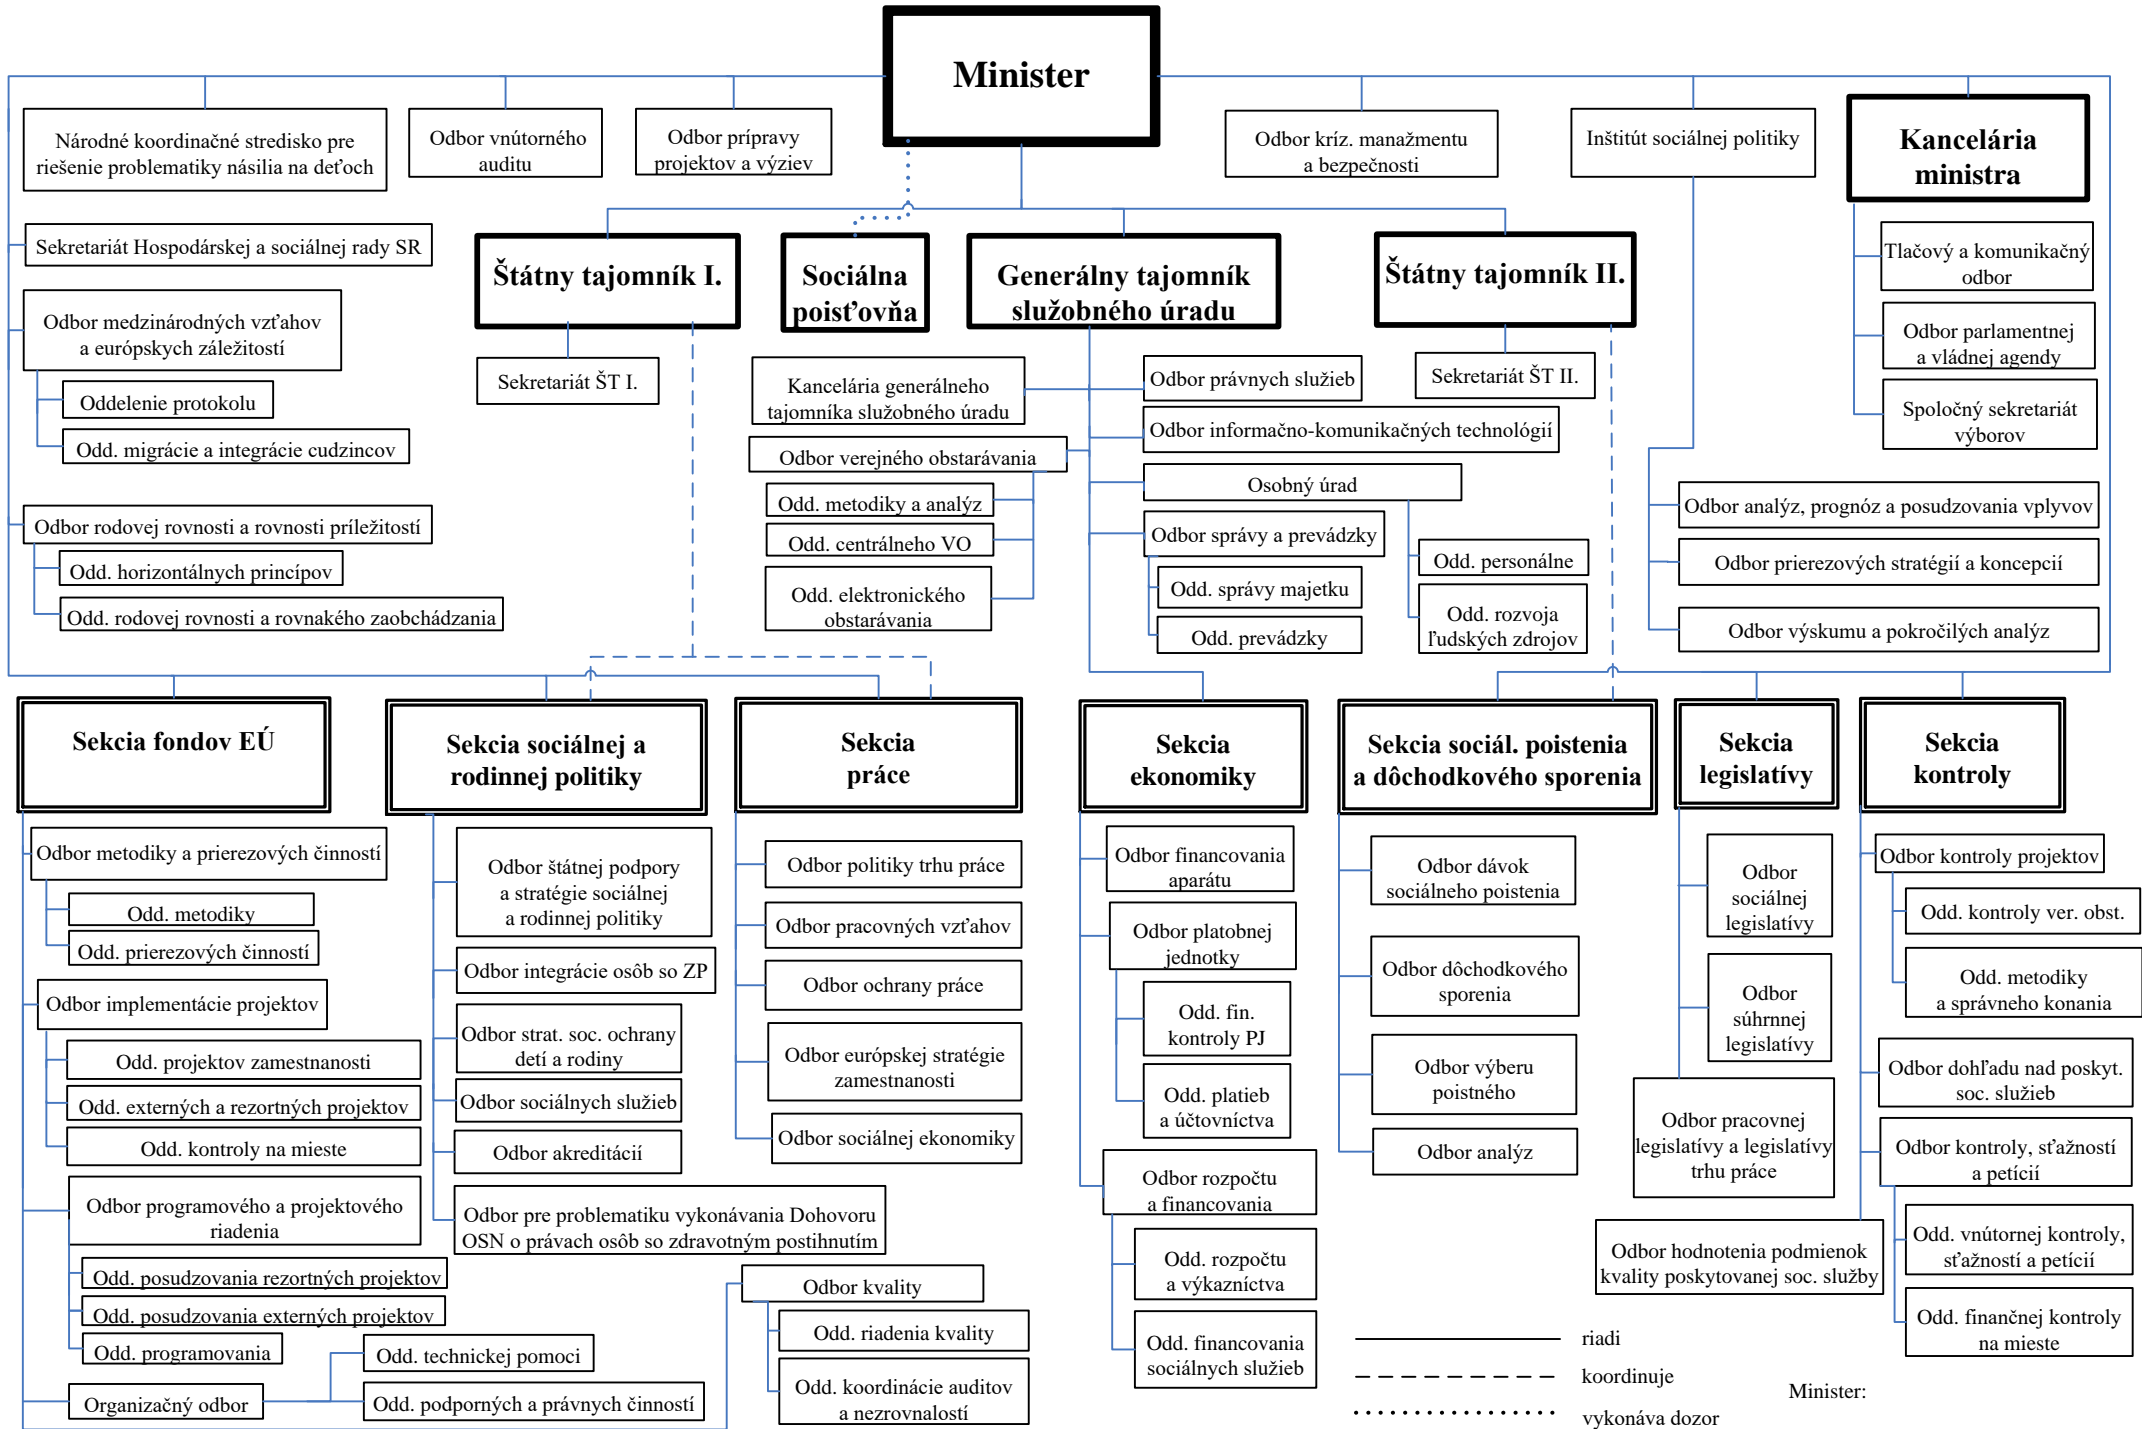 Minister
Národné koordinačné stredisko pre
riešenie problematiky násilia na deťoch
Odbor vnútorného
auditu
Odbor prípravy
projektov a výziev
Odbor kríz. manažmentu
a bezpečnosti
Inštitút sociálnej politiky
Kancelária
ministra
Sekretariát Hospodárskej a sociálnej rady SR
Štátny tajomník I.
Sociálna
poisťovňa
Generálny tajomník
služobného úradu
Štátny tajomník II.
Tlačový a komunikačný
odbor
Odbor medzinárodných vzťahov
a európskych záležitostí
Odbor parlamentnej
a vládnej agendy
Sekretariát ŠT I.
Kancelária generálneho
tajomníka služobného úradu
Odbor právnych služieb
Sekretariát ŠT II.
Oddelenie protokolu
Spoločný sekretariát
výborov
Odd. migrácie a integrácie cudzincov
Odbor verejného obstarávania
Odbor informačno-komunikačných technológií
Odd. metodiky a analýz
Osobný úrad
Odbor analýz, prognóz a posudzovania vplyvov
Odbor rodovej rovnosti a rovnosti príležitostí
Odd. centrálneho VO
Odbor správy a prevádzky
Odd. personálne
Odbor prierezových stratégií a koncepcií
Odd. horizontálnych princípov
Odd. elektronického
obstarávania
Odd. správy majetku
Odd. rozvoja
ľudských zdrojov
Odd. rodovej rovnosti a rovnakého zaobchádzania
Odd. prevádzky
Odbor výskumu a pokročilých analýz
Sekcia fondov EÚ
Sekcia sociálnej a
rodinnej politiky
Sekcia
práce
Sekcia
ekonomiky
Sekcia sociál. poistenia
a dôchodkového sporenia
Sekcia
legislatívy
Sekcia
kontroly
Odbor metodiky a prierezových činností
Odd. metodiky
Odd. prierezových činností
Odbor implementácie projektov
Odd. projektov zamestnanosti
Odd. externých a rezortných projektov
Odd. kontroly na mieste
Odbor programového a projektového
riadenia
Odd. posudzovania rezortných projektov
Odd. posudzovania externých projektov
Odd. programovania
Organizačný odbor
Odd. technickej pomoci
Odd. podporných a právnych činností
Odbor kvality
Odd. riadenia kvality
Odd. koordinácie auditov
a nezrovnalostí
Odbor štátnej podpory
a stratégie sociálnej
a rodinnej politiky
Odbor integrácie osôb so ZP
Odbor strat. soc. ochrany
detí a rodiny
Odbor sociálnych služieb
Odbor akreditácií
Odbor pre problematiku vykonávania Dohovoru
OSN o právach osôb so zdravotným postihnutím
Odbor politiky trhu práce
Odbor pracovných vzťahov
Odbor ochrany práce
Odbor európskej stratégie
zamestnanosti
Odbor sociálnej ekonomiky
Odbor financovania
aparátu
Odbor platobnej
jednotky
Odd. fin.
kontroly PJ
Odd. platieb
a účtovníctva
Odbor rozpočtu
a financovania
Odd. rozpočtu
a výkazníctva
Odd. financovania
sociálnych služieb
Odbor dávok
sociálneho poistenia
Odbor dôchodkového
sporenia
Odbor výberu
poistného
Odbor analýz
Odbor
sociálnej
legislatívy
Odbor
súhrnnej
legislatívy
Odbor pracovnej
legislatívy a legislatívy
trhu práce
Odbor kontroly projektov
Odd. kontroly ver. obst.
Odd. metodiky
a správneho konania
Odbor dohľadu nad poskyt.
soc. služieb
Odbor kontroly, sťažností
a petícií
Odd. vnútornej kontroly,
sťažností a petícií
Odd. finančnej kontroly
na mieste
Odbor hodnotenia podmienok
kvality poskytovanej soc. služby
riadi
koordinuje
vykonáva dozor
Minister: